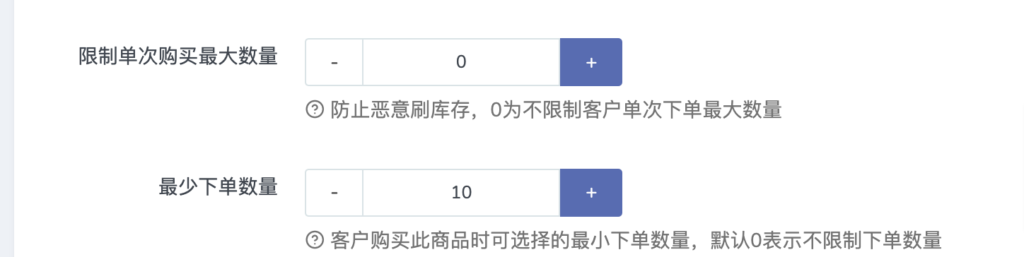 限制单次购买最大数量 - 0 +
防止恶意刷库存，0为不限制客户单次下单最大数量
最少下单数量 - 10 +
客户购买此商品时可选择的最小下单数量，默认0表示不限制下单数量